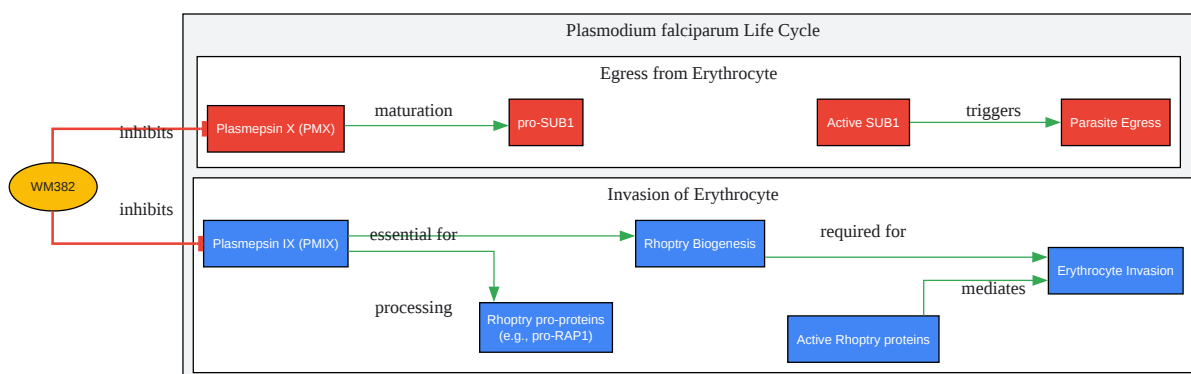 Plasmodium falciparum Life Cycle
Egress from Erythrocyte
inhibits
Plasmepsin X (PMX)
maturation
pro-SUB1
Active SUB1
triggers
Parasite Egress
WM382
Invasion of Erythrocyte
inhibits
Plasmepsin IX (PMIX)
essential for
Rhoptry Biogenesis
required for
Erythrocyte Invasion
processing
Rhoptry pro-proteins
(e.g., pro-RAP1)
mediates
Active Rhoptry proteins